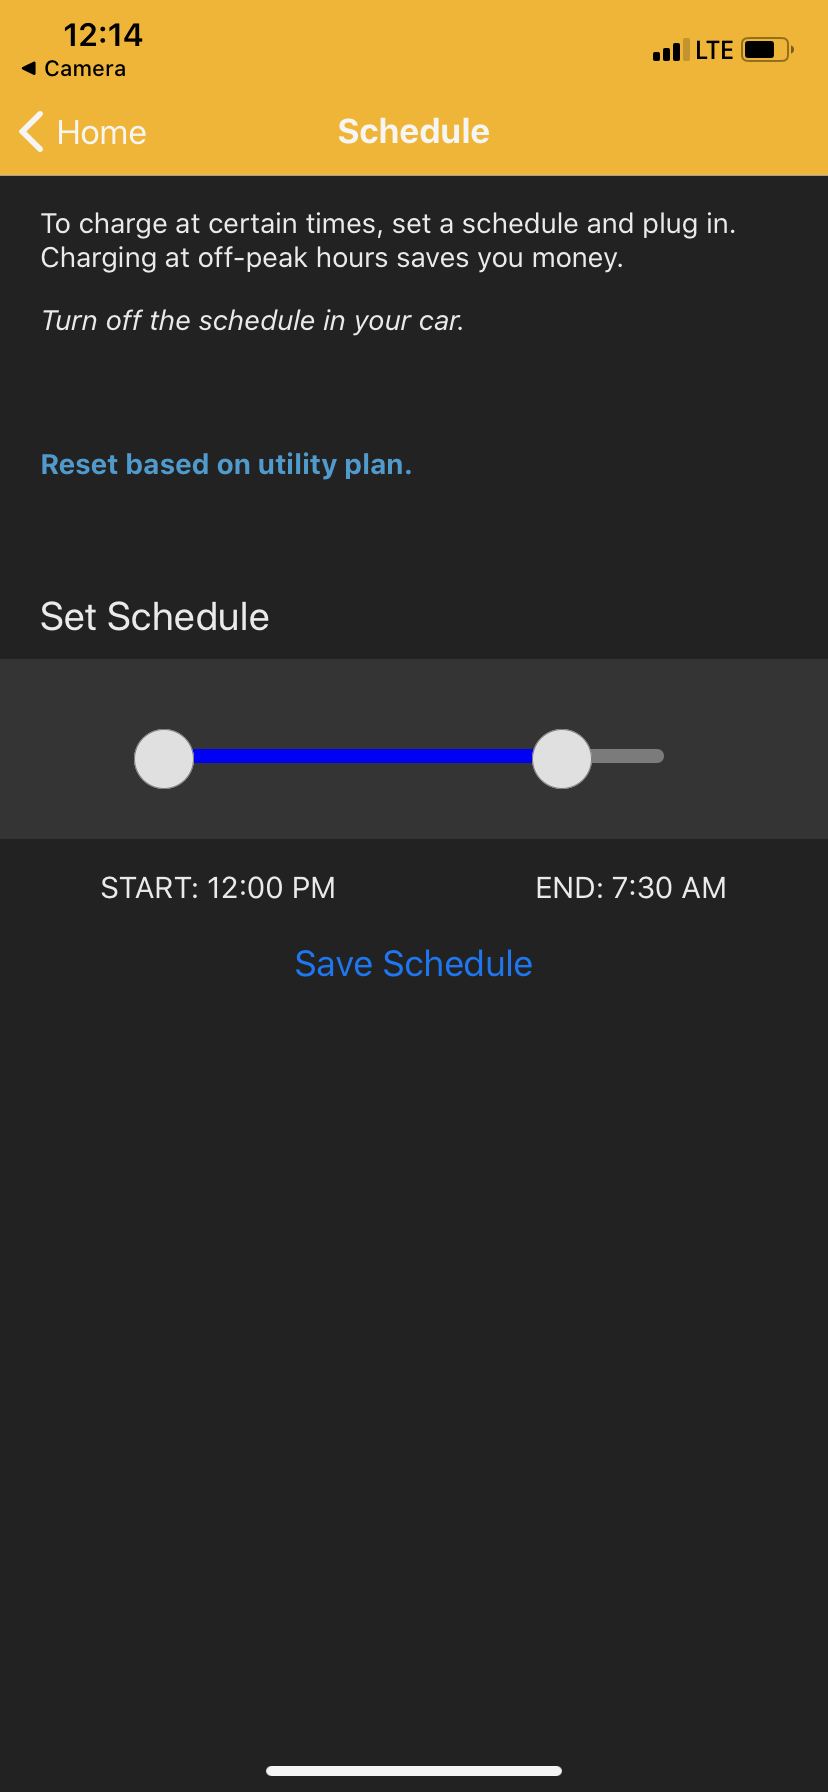 12:14
LTE
◀ Camera
Home
Schedule
To charge at certain times, set a schedule and plug in.
Charging at off-peak hours saves you money.
Turn off the schedule in your car.
Reset based on utility plan.
Set Schedule
START: 12:00 PM
END: 7:30 AM
Save Schedule